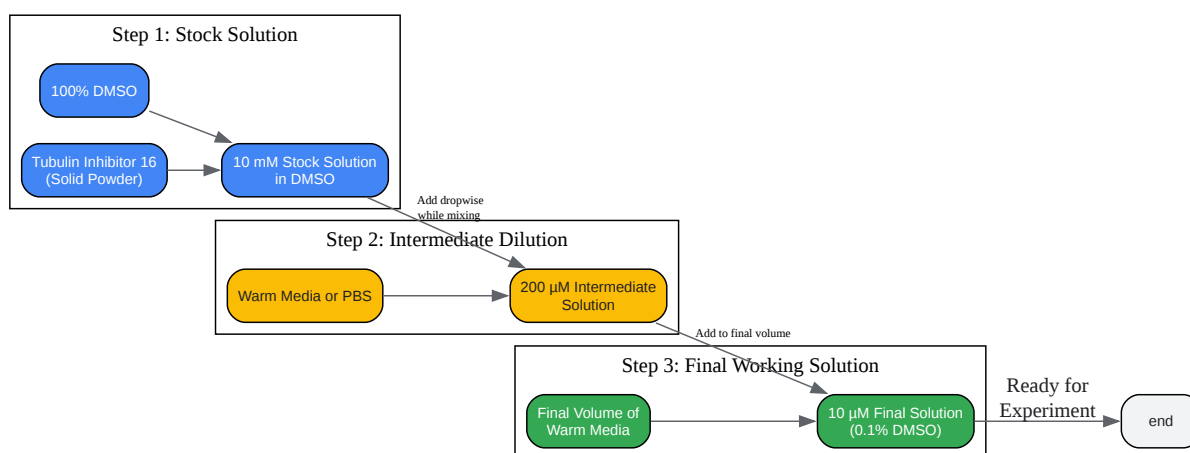 Step 1: Stock Solution
100% DMSO
Tubulin Inhibitor 16
(Solid Powder)
10 mM Stock Solution
in DMSO
Add dropwise
while mixing
Step 2: Intermediate Dilution
Warm Media or PBS
200 µM Intermediate
Solution
Add to final volume
Step 3: Final Working Solution
Final Volume of
Warm Media
10 µM Final Solution
(0.1% DMSO)
Ready for
Experiment
end